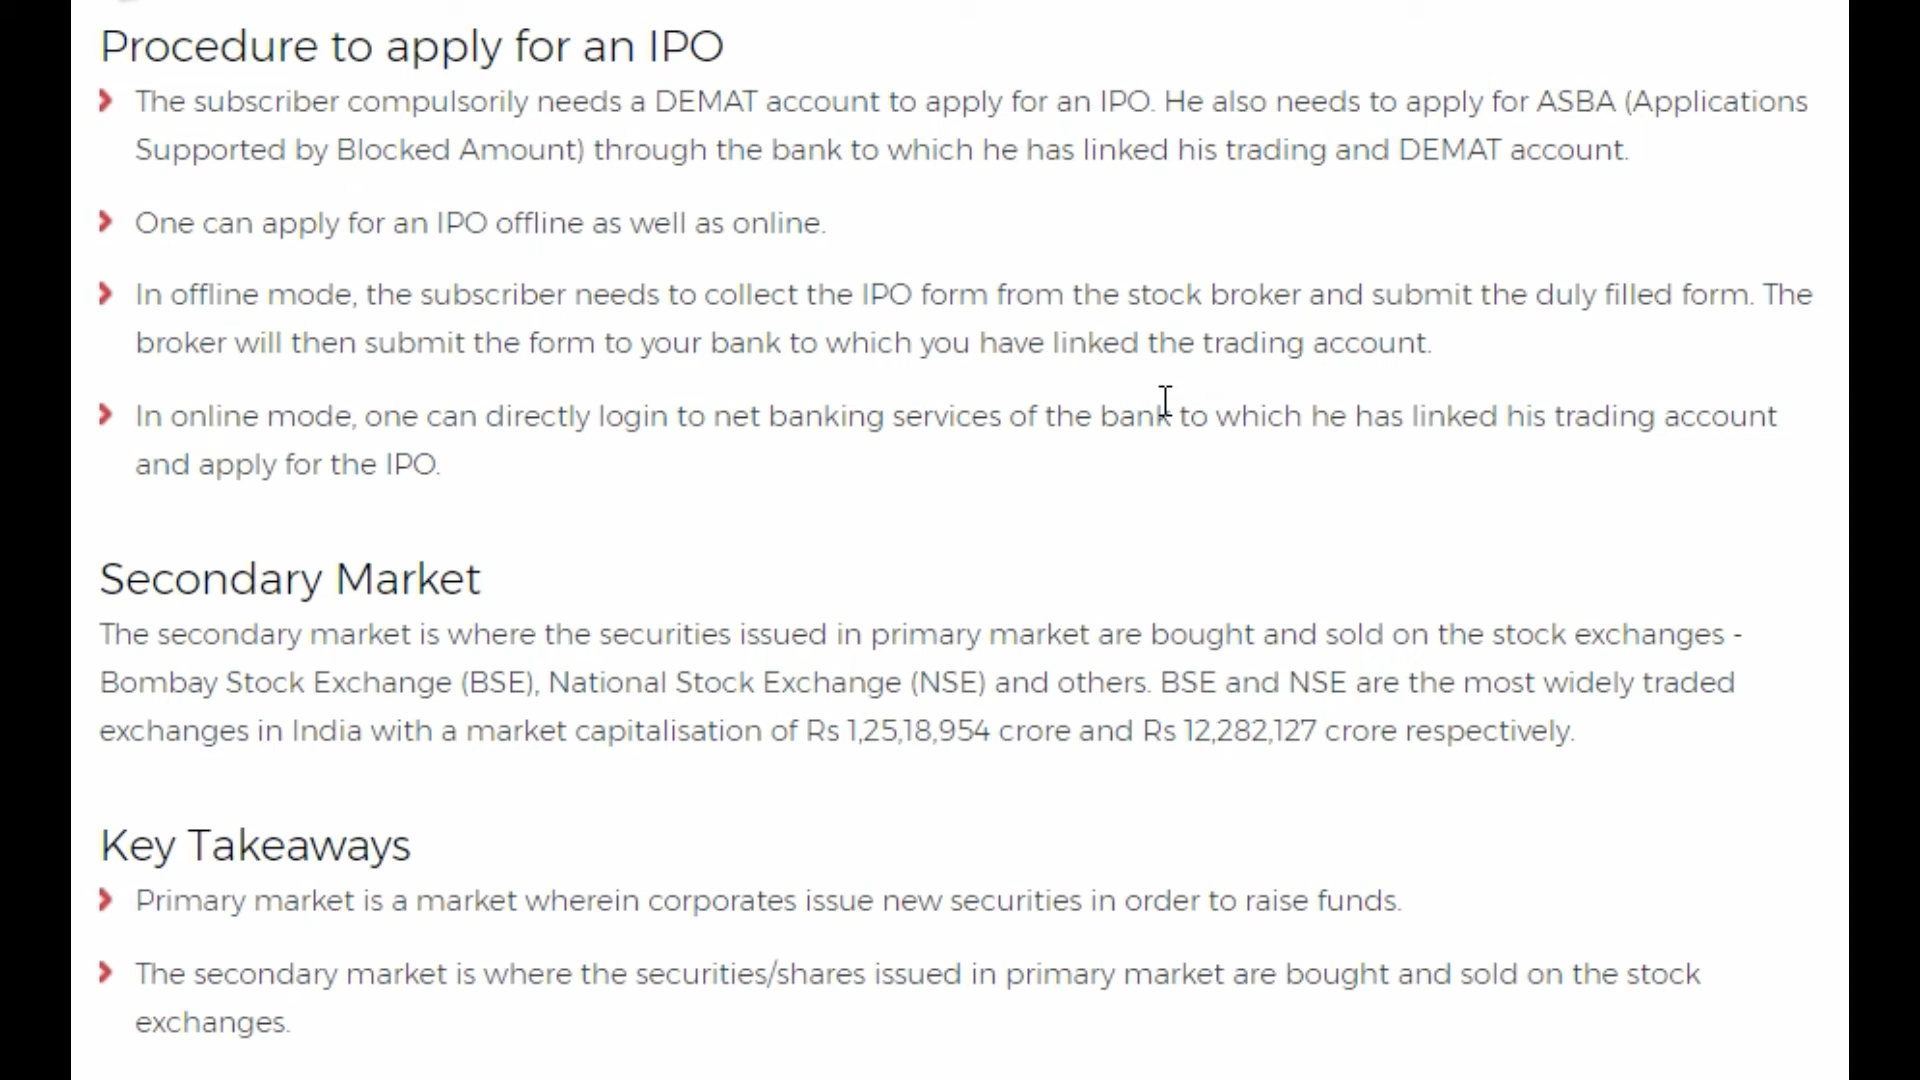 Procedure to apply for an IPO
The subscriber compulsorily needs a DEMAT account to apply for an IPO. He also needs to apply for ASBA (Applications
Supported by Blocked Amount) through the bank to which he has linked his trading and DEMAT account.
One can apply for an IPO offline as well as online.
In offline mode, the subscriber needs to collect the IPO form from the stock broker and submit the duly filled form. The
broker will then submit the form to your bank to which you have linked the trading account.
In online mode, one can directly login to net banking services of the bank to which he has linked his trading account
and apply for the IPO.
Secondary Market
The secondary market is where the securities issued in primary market are bought and sold on the stock exchanges -
Bombay Stock Exchange (BSE), National Stock Exchange (NSE) and others. BSE and NSE are the most widely traded
exchanges in India with a market capitalisation of Rs 1,25,18,954 crore and Rs 12,282,127 crore respectively.
Key Takeaways
Primary market is a market wherein corporates issue new securities in order to raise funds.
The secondary market is where the securities/shares issued in primary market are bought and sold on the stock
exchanges.